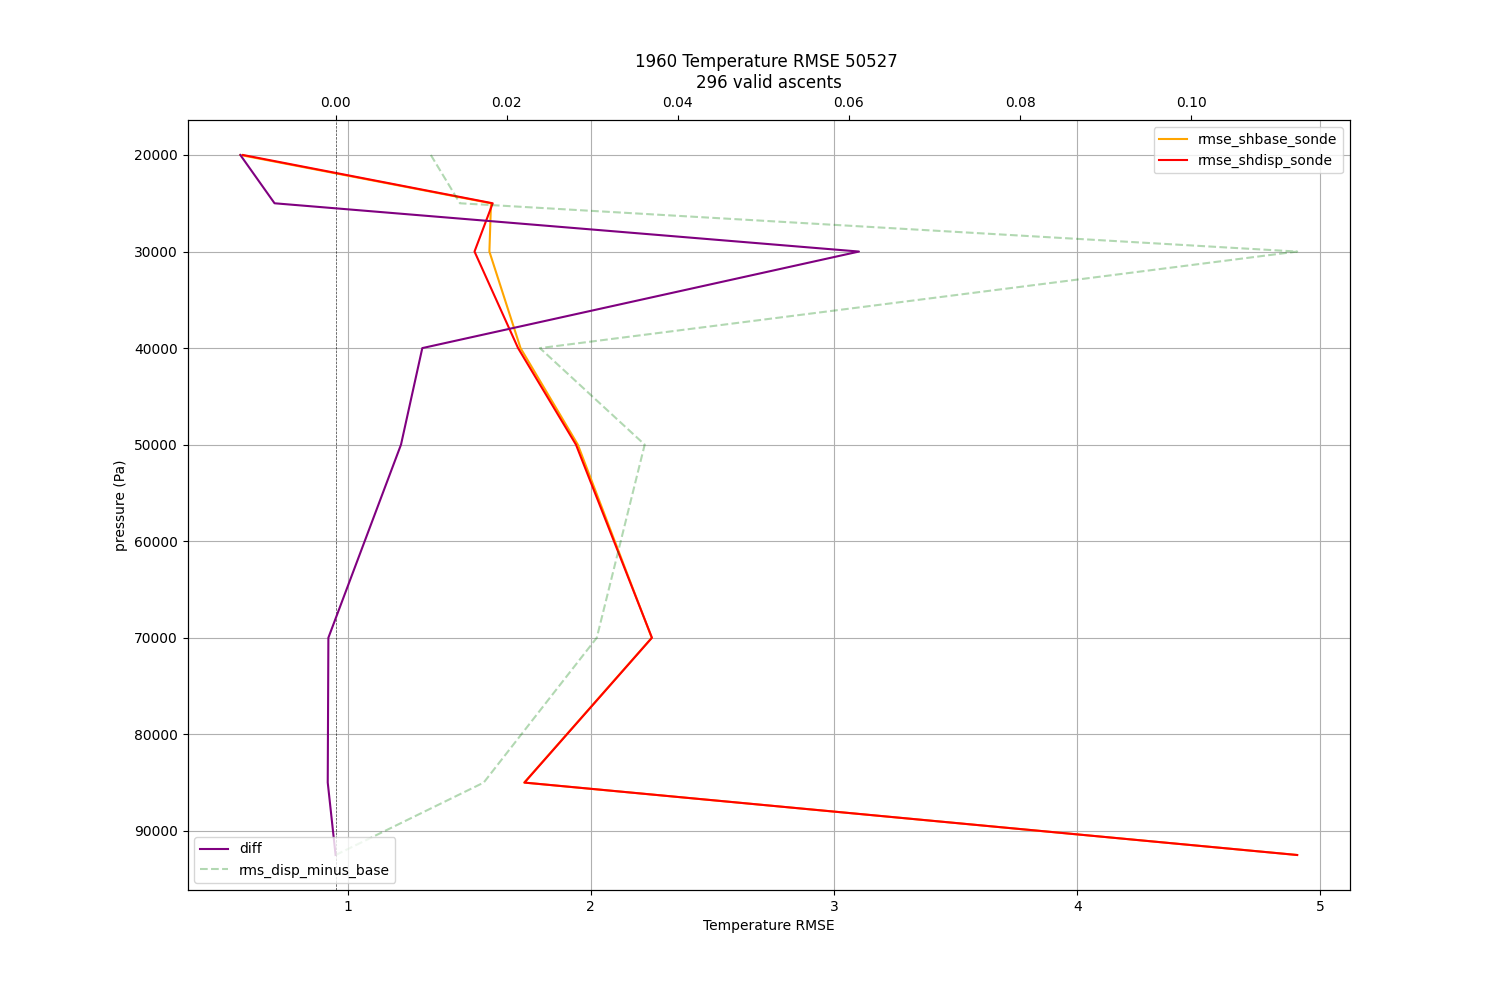 1960 Temperature RMSE 50527
296 valid ascents
0.00 0.02 0.04 0.06 0.08 0.10
rmse_shbase_sonde
rmse_shdisp_sonde
20000
30000
40000
50000
60000
70000
80000
90000
pressure (Pa)
diff
rms_disp_minus_base
1 2 3 4 5
Temperature RMSE